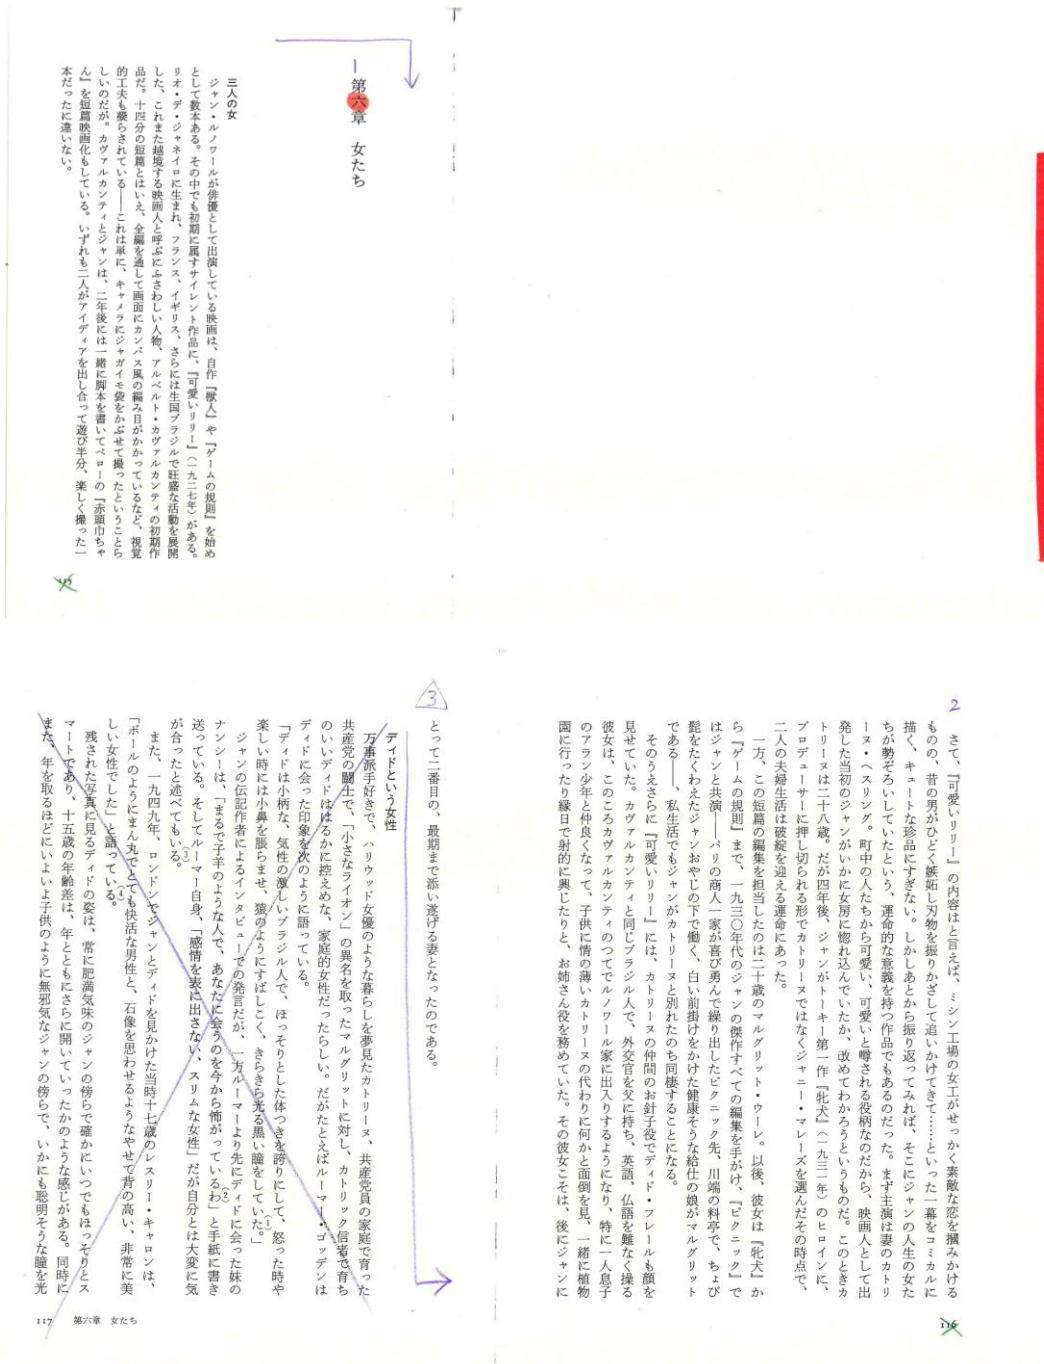 第六章　女たち
三人の女
ジャン・ルノワールが俳優として出演している映画は、自作『獣人』や『ゲームの規則』を始め
として数本ある。その中でも初期に属すサイレント作品に、『可愛いリリー』（一九二七年）がある。
リオ・デ・ジャネイロに生まれ、フランス、イギリス、さらには生国ブラジルで旺盛な活動を展開
した、これまた越境する映画人と呼ぶにふさわしい人物、アルベルト・カヴァルカンティの初期作
品だ。十四分の短篇とはいえ、全編を通して画面にカンバス風の編み目がかかっているなど、視覚
的工夫も凝らされている——これは単に、キャメラにジャガイモ袋をかぶせて撮ったということら
しいのだが。カヴァルカンティとジャンは、二年後には一緒に脚本を書いてペローの『赤頭巾ちゃ
ん』を短篇映画化もしている。いずれも二人がアイディアを出し合って遊び半分、楽しく撮った一
本だったに違いない。
115
2
さて、『可愛いリリー』の内容はと言えば、ミシン工場の女工がせっかく素敵な恋を摑みかける
ものの、昔の男がひどく嫉妬し刃物を振りかざして追いかけてきて……といった一幕をコミカルに
描く、キュートな珍品にすぎない。しかしあとから振り返ってみれば、そこにジャンの人生の女た
ちが勢ぞろいしていたという、運命的な意義を持つ作品でもあるのだった。まず主演は妻のカトリ
ーヌ・ヘスリング。町中の人たちから可愛い、可愛いと噂される役柄なのだから、映画人として出
発した当初のジャンがいかに女房に惚れ込んでいたか、改めてわかろうというものだ。このときカ
トリーヌは二十八歳。だが四年後、ジャンがトーキー第一作『牝犬』（一九三一年）のヒロインに、
プロデューサーに押し切られる形でカトリーヌではなくジャニー・マレーズを選んだその時点で、
二人の夫婦生活は破綻を迎える運命にあった。
一方、この短篇の編集を担当したのは二十歳のマルグリット・ウーレ。以後、彼女は『牝犬』か
ら『ゲームの規則』まで、一九三〇年代のジャンの傑作すべての編集を手がけ、『ピクニック』で
はジャンと共演——パリの商人一家が喜び勇んで繰り出したピクニック先、川端の料亭で、ちょび
髭をたくわえたジャンおやじの下で働く、白い前掛けをかけた健康そうな給仕の娘がマルグリット
である——、私生活でもジャンがカトリーヌと別れたのち同棲することになる。
そのうえさらに『可愛いリリー』には、カトリーヌの仲間のお針子役でディド・フレールも顔を
見せていた。カヴァルカンティと同じブラジル人で、外交官を父に持ち、英語、仏語を難なく操る
彼女は、このころカヴァルカンティのつてでルノワール家に出入りするようになり、特に一人息子
のアラン少年と仲良くなって、子供に情の薄いカトリーヌの代わりに何かと面倒を見、一緒に植物
園に行ったり縁日で射的に興じたりと、お姉さん役を務めていた。その彼女こそは、後にジャンに
116
3
とって二番目の、最期まで添い遂げる妻となったのである。
ディドという女性
万事派手好きで、ハリウッド女優のような暮らしを夢見たカトリーヌ、共産党員の家庭で育った
共産党の闘士で、「小さなライオン」の異名を取ったマルグリットに対し、カトリック信者で育ち
のいいディドははるかに控えめな、家庭的女性だったらしい。だがたとえばルーマー・ゴッデンは
ディドに会った印象を次のように語っている。
「ディドは小柄な、気性の激しいブラジル人で、ほっそりとした体つきを誇りにして、怒った時や
楽しい時には小鼻を脹らませ、猿のようにすばしこく、きらきら光る黒い瞳をしていた。」（1）
ジャンの伝記作者によるインタビューでの発言だが、一方ルーマーより先にディドに会った妹の
ナンシーは、「まるで子羊のような人で、あなたに会うのを今から怖がっているわ」（2）と手紙に書き
送っている。そしてルーマー自身、「感情を表に出さない、スリムな女性」だが自分とは大変に気
が合ったと述べてもいる。（3）
また、一九四九年、ロンドンでジャンとディドを見かけた当時十七歳のレスリー・キャロンは、
「ボールのようにまん丸でとても快活な男性と、石像を思わせるようなやせて背の高い、非常に美
しい女性でした」と語っている。（4）
残された写真に見るディドの姿は、常に肥満気味のジャンの傍らで確かにいつでもほっそりとス
マートであり、十五歳の年齢差は、年とともにさらに開いていったかのような感じがある。同時に
また、年を取るほどにいよいよ子供のように無邪気なジャンの傍らで、いかにも聡明そうな瞳を光
117　第六章　女たち